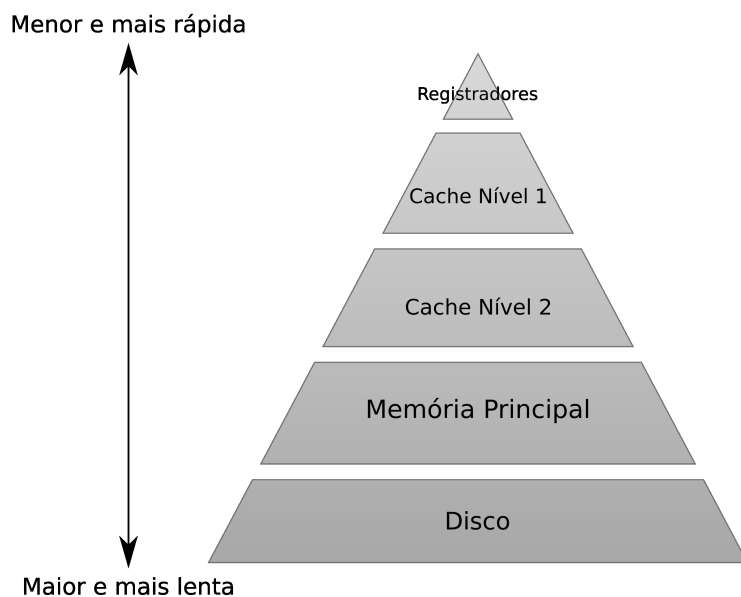 Menor e mais rápida
Registradores
Cache Nível 1
Cache Nível 2
Memória Principal
Disco
Maior e mais lenta